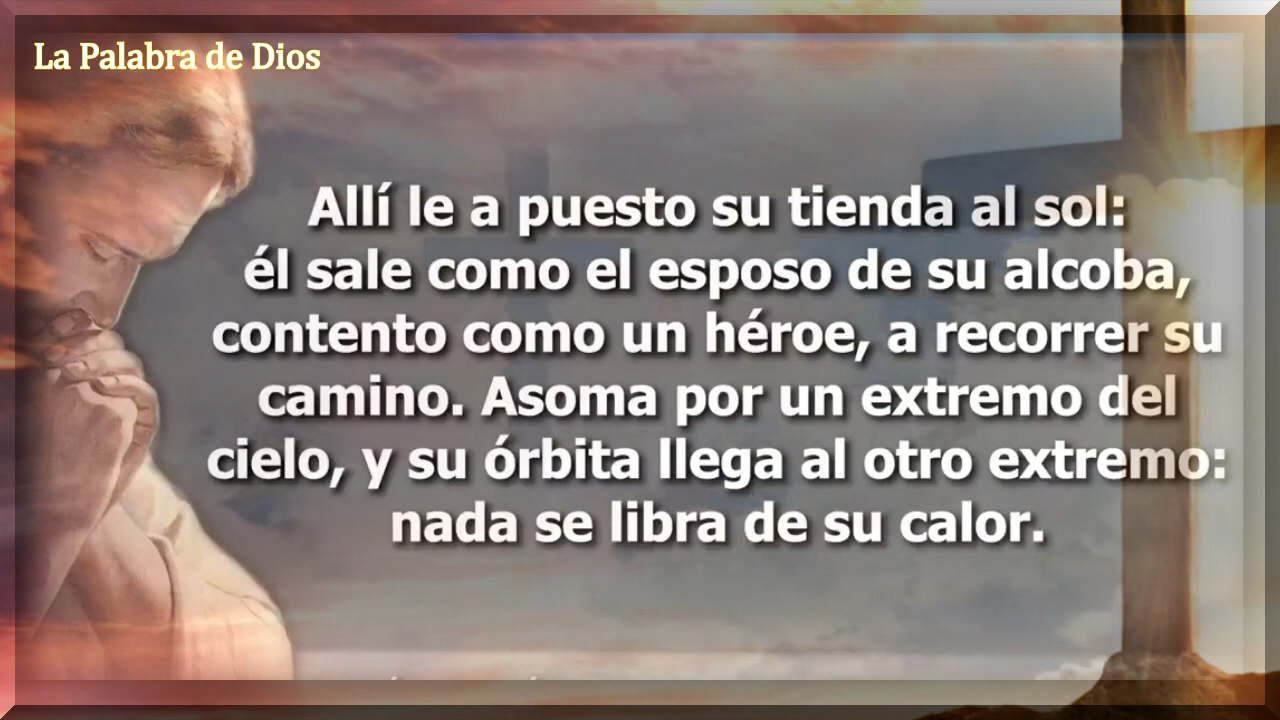 La Palabra de Dios
Allí le a puesto su tienda al sol:
él sale como el esposo de su alcoba,
contento como un héroe, a recorrer su
camino. Asoma por un extremo del
cielo, y su órbita llega al otro extremo:
nada se libra de su calor.